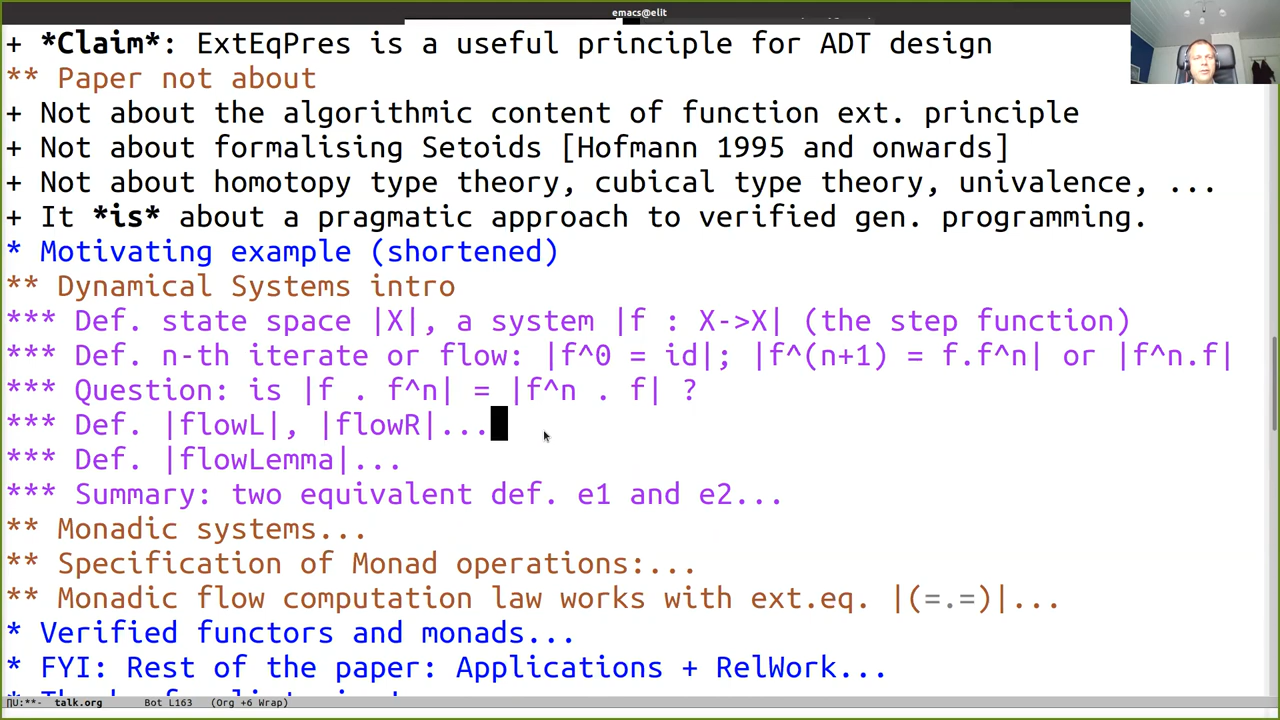 emacs@elit
+ *Claim*: ExtEqPres is a useful principle for ADT design
** Paper not about
+ Not about the algorithmic content of function ext. principle
+ Not about formalising Setoids [Hofmann 1995 and onwards]
+ Not about homotopy type theory, cubical type theory, univalence, ...
+ It *is* about a pragmatic approach to verified gen. programming.
* Motivating example (shortened)
** Dynamical Systems intro
*** Def. state space |X|, a system |f : X->X| (the step function)
*** Def. n-th iterate or flow: |f^0 = id|; |f^(n+1) = f.f^n| or |f^n.f|
*** Question: is |f . f^n| = |f^n . f| ?
*** Def. |flowL|, |flowR|...
*** Def. |flowLemma|...
*** Summary: two equivalent def. e1 and e2...
** Monadic systems...
** Specification of Monad operations:...
** Monadic flow computation law works with ext.eq. |(=.=)|...
* Verified functors and monads...
* FYI: Rest of the paper: Applications + RelWork...
U:**- talk.org Bot L163 (Org +6 Wrap)